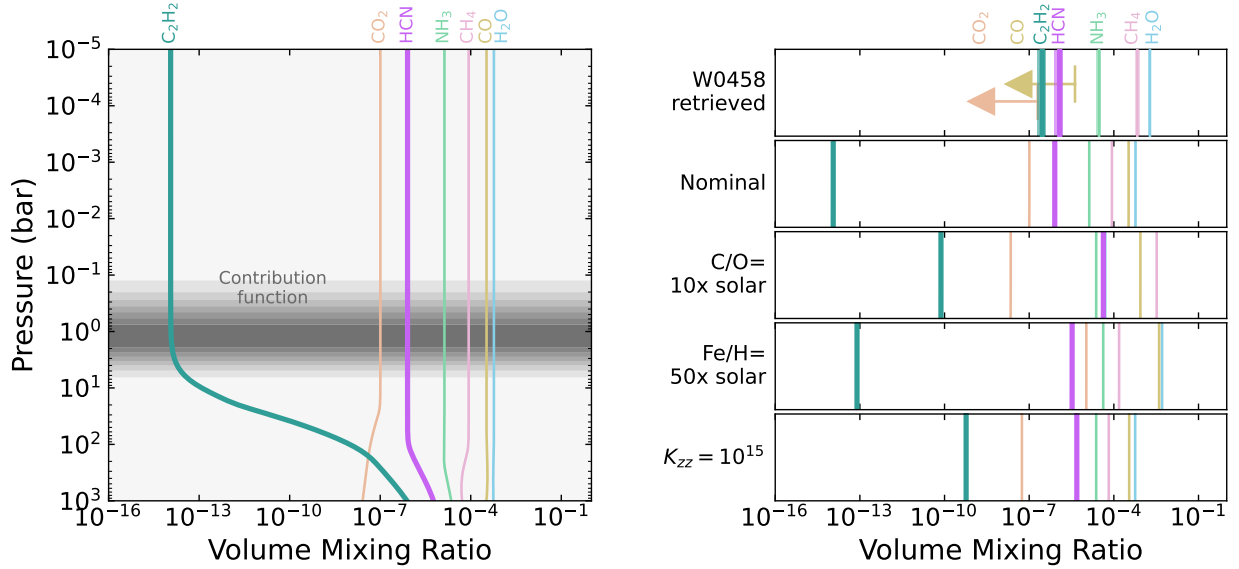 C₂H₂ CO₂ HCN NH₃ CH₄ CO H₂O
10⁻⁵
10⁻⁴
10⁻³
10⁻²
10⁻¹
10⁰
10¹
10²
10³
Pressure (bar)
Contribution
function
10⁻¹⁶ 10⁻¹³ 10⁻¹⁰ 10⁻⁷ 10⁻⁴ 10⁻¹
Volume Mixing Ratio
CO₂ CO C₂H₂ HCN NH₃ CH₄ H₂O
W0458
retrieved
Nominal
C/O=
10x solar
Fe/H=
50x solar
K_zz = 10¹⁵
10⁻¹⁶ 10⁻¹³ 10⁻¹⁰ 10⁻⁷ 10⁻⁴ 10⁻¹
Volume Mixing Ratio